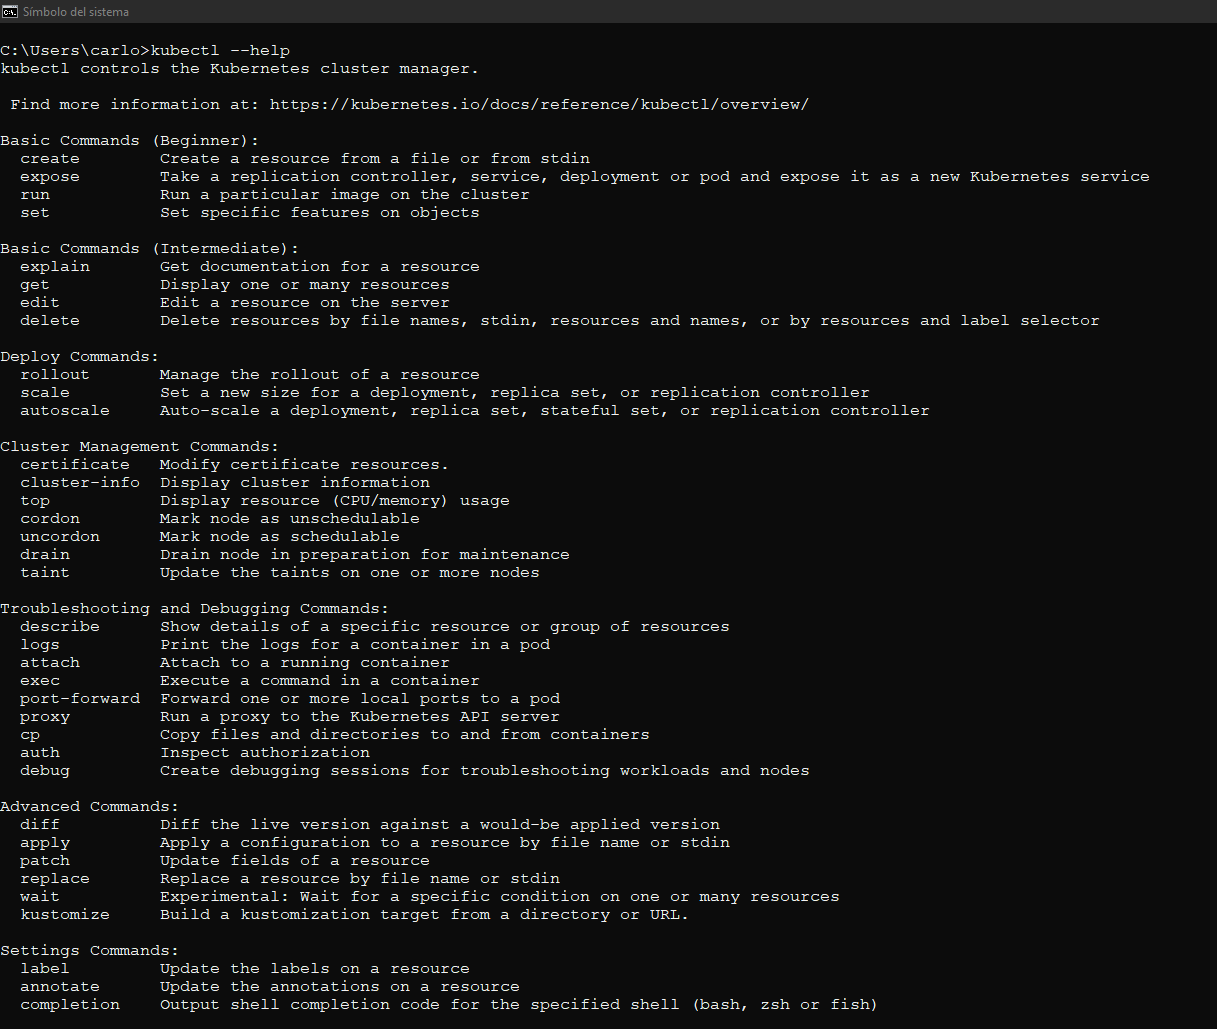 Símbolo del sistema
C:\Users\carlo>kubectl --help
kubectl controls the Kubernetes cluster manager.
Find more information at: https://kubernetes.io/docs/reference/kubectl/overview/
Basic Commands (Beginner):
create        Create a resource from a file or from stdin
expose        Take a replication controller, service, deployment or pod and expose it as a new Kubernetes service
run           Run a particular image on the cluster
set           Set specific features on objects
Basic Commands (Intermediate):
explain       Get documentation for a resource
get           Display one or many resources
edit          Edit a resource on the server
delete        Delete resources by file names, stdin, resources and names, or by resources and label selector
Deploy Commands:
rollout       Manage the rollout of a resource
scale         Set a new size for a deployment, replica set, or replication controller
autoscale     Auto-scale a deployment, replica set, stateful set, or replication controller
Cluster Management Commands:
certificate   Modify certificate resources.
cluster-info  Display cluster information
top           Display resource (CPU/memory) usage
cordon        Mark node as unschedulable
uncordon      Mark node as schedulable
drain         Drain node in preparation for maintenance
taint         Update the taints on one or more nodes
Troubleshooting and Debugging Commands:
describe      Show details of a specific resource or group of resources
logs          Print the logs for a container in a pod
attach        Attach to a running container
exec          Execute a command in a container
port-forward  Forward one or more local ports to a pod
proxy         Run a proxy to the Kubernetes API server
cp            Copy files and directories to and from containers
auth          Inspect authorization
debug         Create debugging sessions for troubleshooting workloads and nodes
Advanced Commands:
diff          Diff the live version against a would-be applied version
apply         Apply a configuration to a resource by file name or stdin
patch         Update fields of a resource
replace       Replace a resource by file name or stdin
wait          Experimental: Wait for a specific condition on one or many resources
kustomize     Build a kustomization target from a directory or URL.
Settings Commands:
label         Update the labels on a resource
annotate      Update the annotations on a resource
completion    Output shell completion code for the specified shell (bash, zsh or fish)